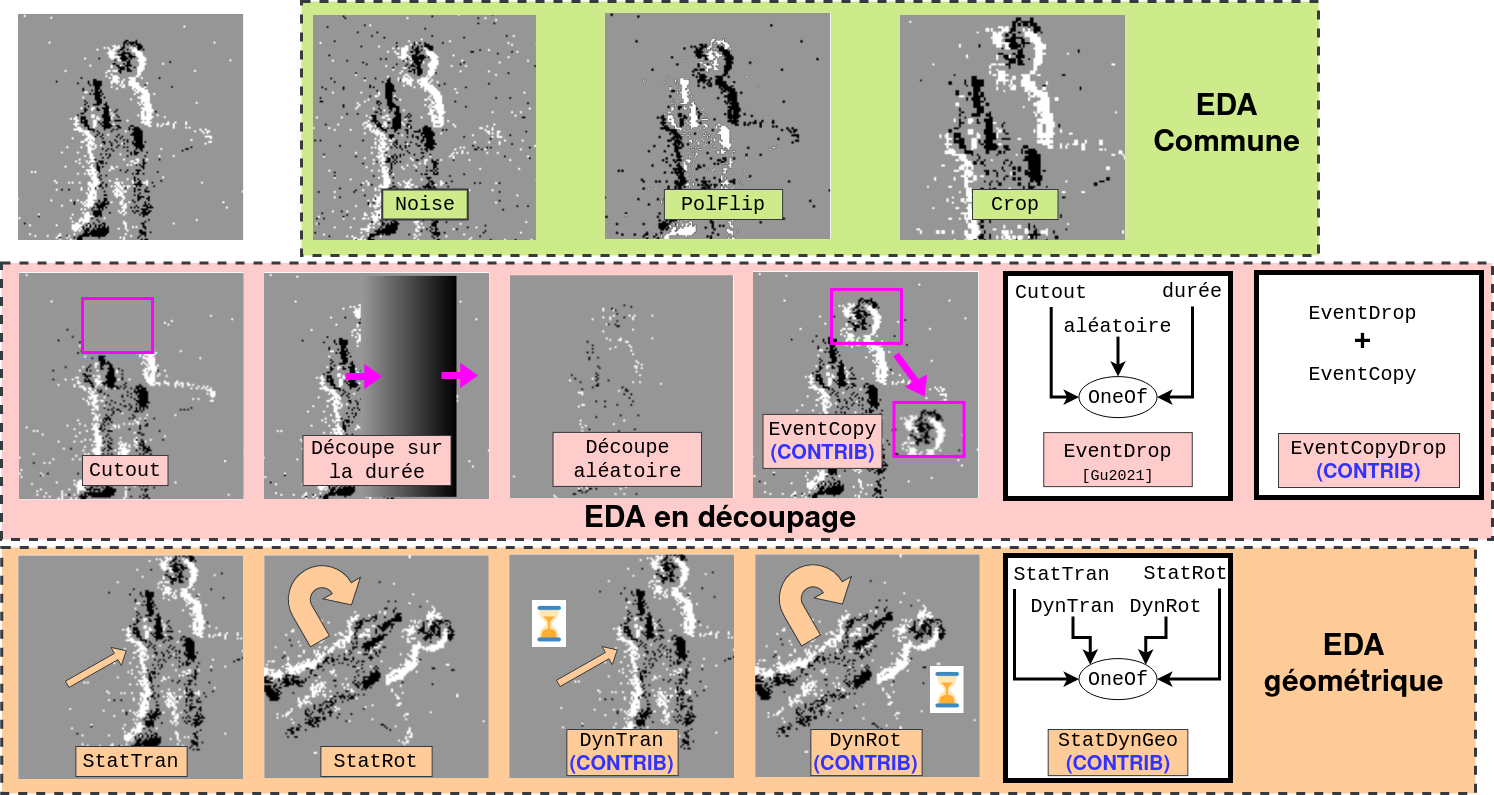 EDA
Commune
Noise
PolFlip
Crop
Cutout
Découpe sur
la durée
Découpe
aléatoire
EventCopy
(CONTRIB)
Cutout
durée
aléatoire
OneOf
EventDrop
[Gu2021]
EventDrop
+
EventCopy
EventCopyDrop
(CONTRIB)
EDA en découpage
StatTran
StatRot
DynTran
(CONTRIB)
DynRot
(CONTRIB)
StatTran
StatRot
DynTran
DynRot
OneOf
StatDynGeo
(CONTRIB)
EDA
géométrique